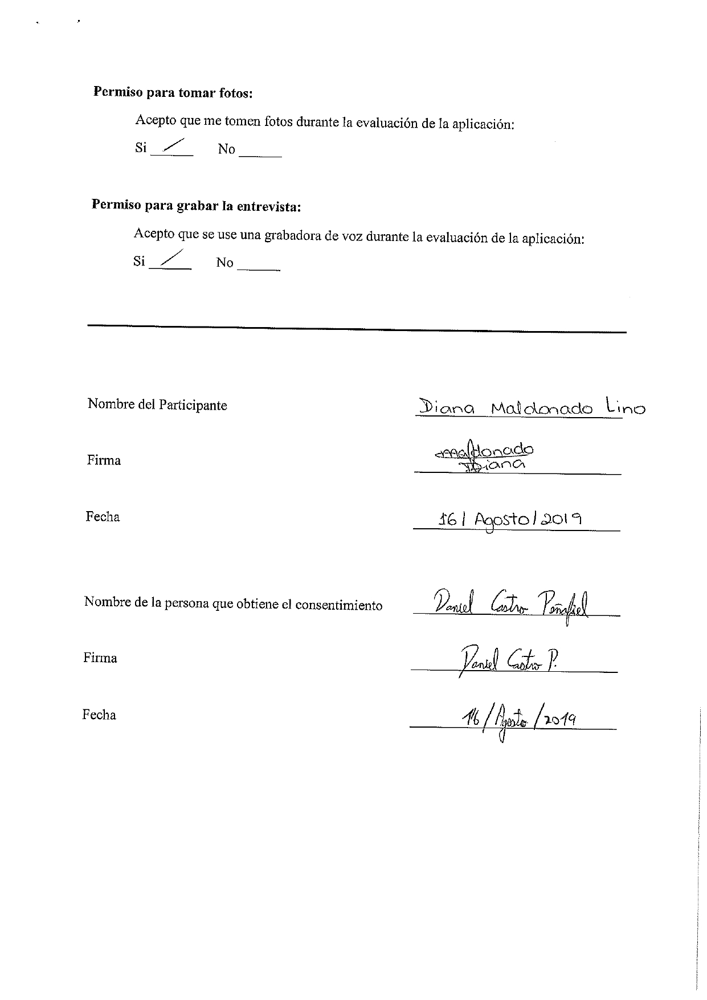 Permiso para tomar fotos:
Acepto que me tomen fotos durante la evaluación de la aplicación:
Si / No
Permiso para grabar la entrevista:
Acepto que se use una grabadora de voz durante la evaluación de la aplicación:
Si / No
Nombre del Participante Diana Maldonado Lino
Firma maldonado
Diana
Fecha 16 / Agosto / 2019
Nombre de la persona que obtiene el consentimiento Daniel Castro Peñafiel
Firma Daniel Castro P.
Fecha 16 / Agosto / 2019